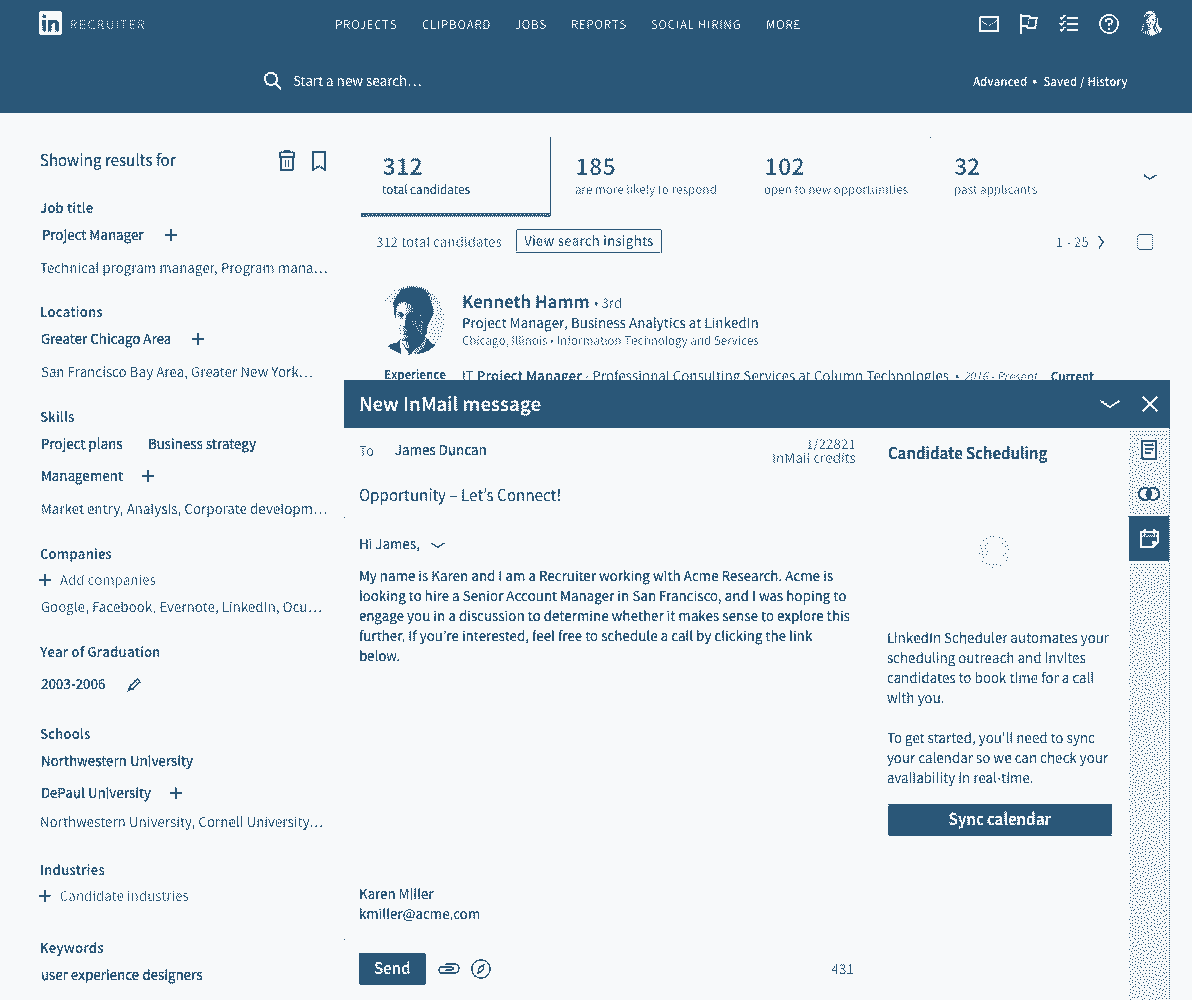 in RECRUITER
PROJECTS CLIPBOARD JOBS REPORTS SOCIAL HIRING MORE
Start a new search...
Advanced • Saved / History
Showing results for
Job title
Project Manager +
Technical program manager, Program mana...
Locations
Greater Chicago Area +
San Francisco Bay Area, Greater New York...
Skills
Project plans Business strategy
Management +
Market entry, Analysis, Corporate developm...
Companies
+ Add companies
Google, Facebook, Evernote, LinkedIn, Ocu...
Year of Graduation
2003-2006
Schools
Northwestern University
DePaul University +
Northwestern University, Cornell University...
Industries
+ Candidate industries
Keywords
user experience designers
312
total candidates
185
are more likely to respond
102
open to new opportunities
32
past applicants
312 total candidates View search insights
1 - 25
Kenneth Hamm • 3rd
Project Manager, Business Analytics at LinkedIn
Chicago, Illinois • Information Technology and Services
Experience IT Project Manager · Professional Consulting Services at Column Technologies • 2016 - Present Current
New InMail message
To James Duncan
1/22821
InMail credits
Opportunity – Let's Connect!
Hi James,
My name is Karen and I am a Recruiter working with Acme Research. Acme is
looking to hire a Senior Account Manager in San Francisco, and I was hoping to
engage you in a discussion to determine whether it makes sense to explore this
further. If you're interested, feel free to schedule a call by clicking the link
below.
Karen Miller
kmiller@acme.com
Send
431
Candidate Scheduling
LinkedIn Scheduler automates your
scheduling outreach and invites
candidates to book time for a call
with you.
To get started, you'll need to sync
your calendar so we can check your
availability in real-time.
Sync calendar